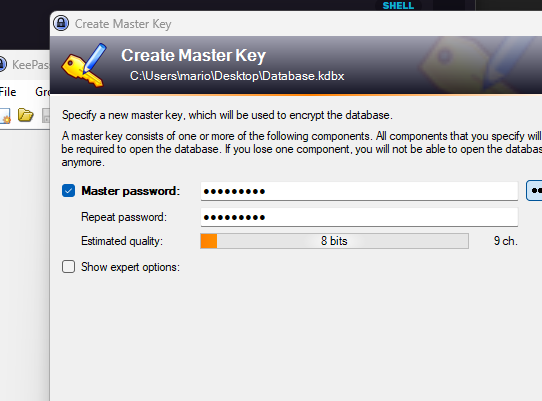 SHELL
Create Master Key
Create Master Key
C:\Users\mario\Desktop\Database.kdbx
KeePas
File Gr
Specify a new master key, which will be used to encrypt the database.
A master key consists of one or more of the following components. All components that you specify will
be required to open the database. If you lose one component, you will not be able to open the databas
anymore.
Master password: ●●●●●●●●●
Repeat password: ●●●●●●●●●
Estimated quality: 8 bits 9 ch.
Show expert options: